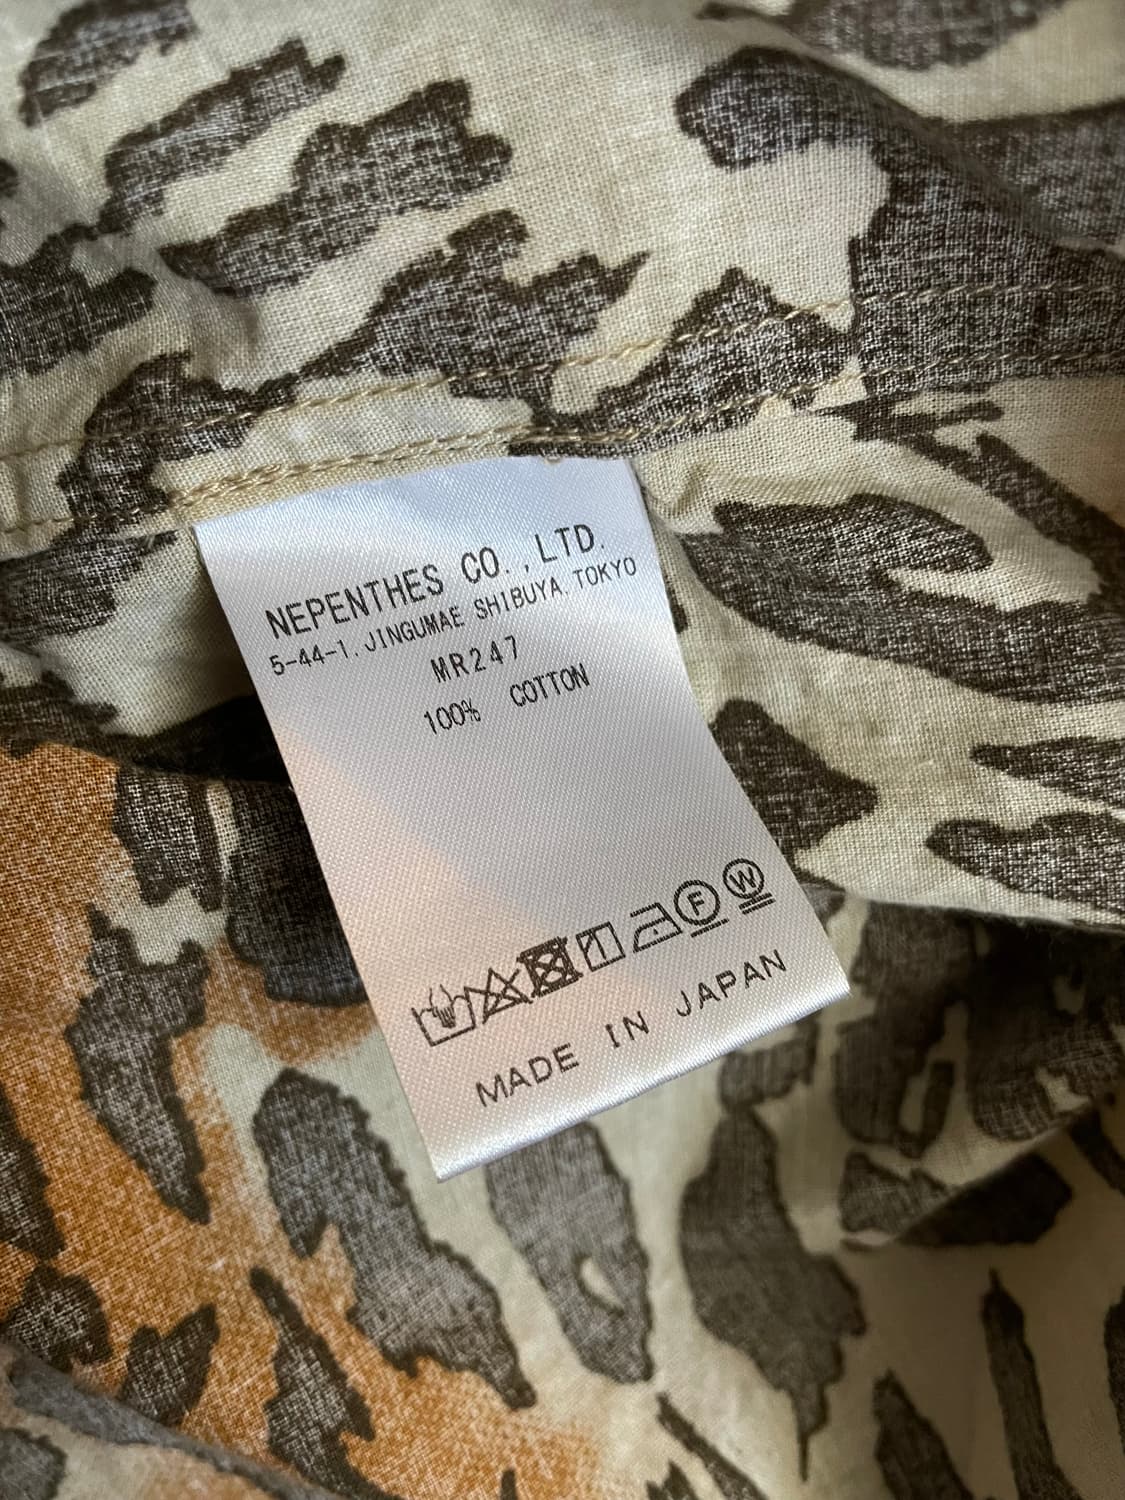 NEPENTHES CO.,LTD.
5-44-1.JINGUMAE SHIBUYA.TOKYO
MR247
100% COTTON
F W
MADE IN JAPAN